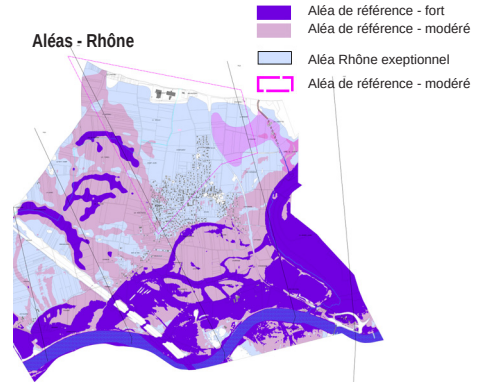 Aléa de référence - fort
Aléa de référence - modéré
Aléas - Rhône
Aléa Rhône exeptionnel
Aléa de référence - modéré